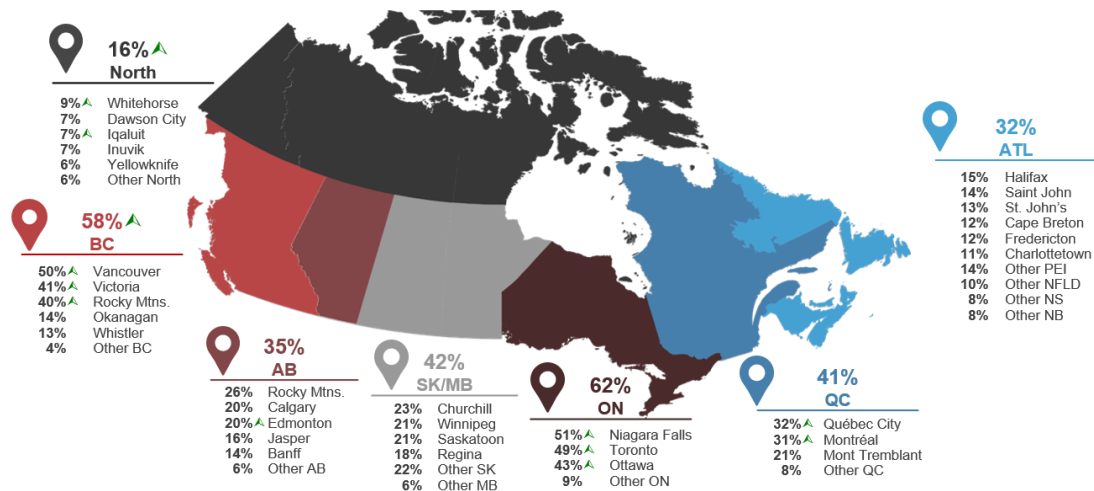 16%
North
9% Whitehorse
7% Dawson City
7% Iqaluit
7% Inuvik
6% Yellowknife
6% Other North
58%
BC
50% Vancouver
41% Victoria
40% Rocky Mtns.
14% Okanagan
13% Whistler
4% Other BC
35%
AB
26% Rocky Mtns.
20% Calgary
20% Edmonton
16% Jasper
14% Banff
6% Other AB
42%
SK/MB
23% Churchill
21% Winnipeg
21% Saskatoon
18% Regina
22% Other SK
6% Other MB
62%
ON
51% Niagara Falls
49% Toronto
43% Ottawa
9% Other ON
41%
QC
32% Québec City
31% Montréal
21% Mont Tremblant
8% Other QC
32%
ATL
15% Halifax
14% Saint John
13% St. John’s
12% Cape Breton
12% Fredericton
11% Charlottetown
14% Other PEI
10% Other NFLD
8% Other NS
8% Other NB